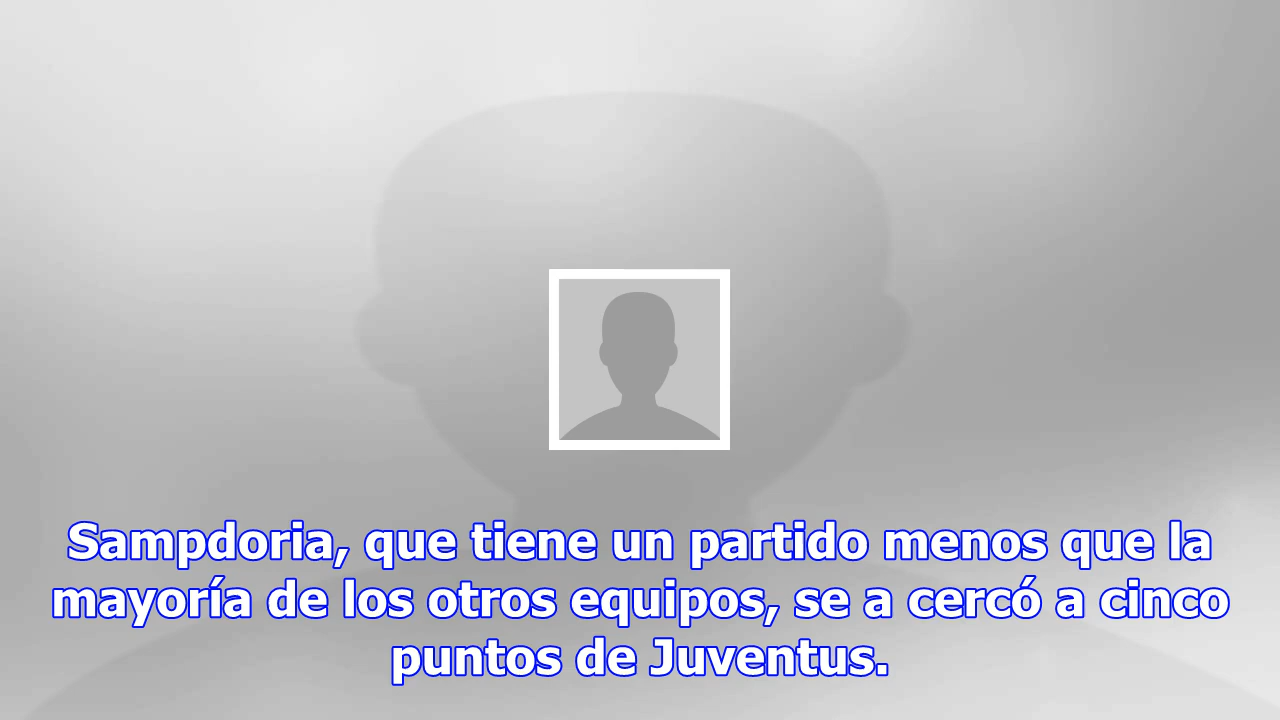 Sampdoria, que tiene un partido menos que la
mayoría de los otros equipos, se a cercó a cinco
puntos de Juventus.